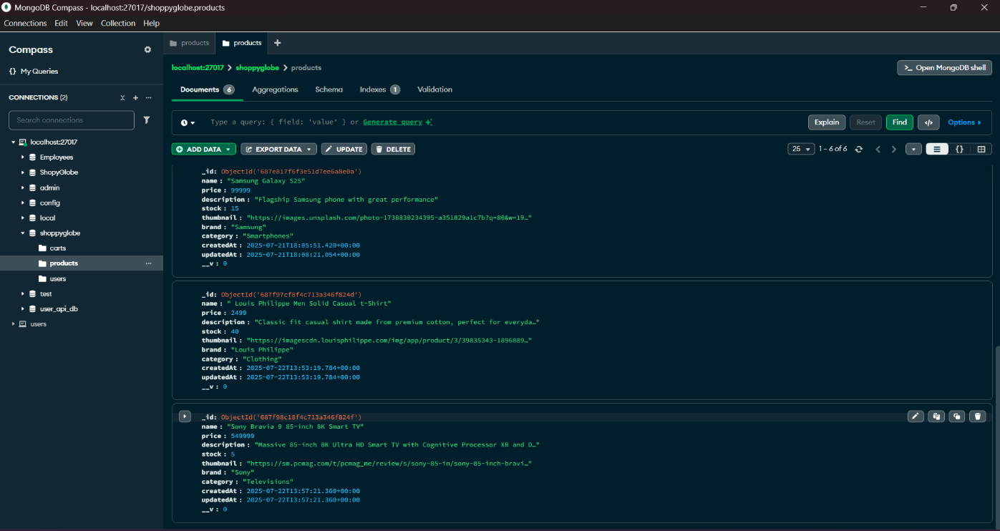 MongoDB Compass - localhost:27017/shoppyglobe.products
Connections Edit View Collection Help
Compass
{} My Queries
CONNECTIONS (2)
Search connections
localhost:27017
Employees
ShopyGlobe
admin
config
local
shoppyglobe
carts
products
users
test
user_api_db
users
products
products
localhost:27017 > shoppyglobe > products
>_ Open MongoDB shell
Documents 6 Aggregations Schema Indexes 1 Validation
Type a query: { field: 'value' } or Generate query
Explain Reset Find </> Options
ADD DATA EXPORT DATA UPDATE DELETE
25 1 – 6 of 6 {}
_id: ObjectId('687e817f6f3e51d7ee6a8e0a')
name : "Samsung Galaxy S25"
price : 99999
description : "Flagship Samsung phone with great performance"
stock : 15
thumbnail : "https://images.unsplash.com/photo-1738830234395-a351829a1c7b?q=80&w=19…"
brand : "Samsung"
category : "Smartphones"
createdAt : 2025-07-21T18:05:51.420+00:00
updatedAt : 2025-07-21T18:08:21.054+00:00
__v : 0
_id: ObjectId('687f97cf8f4c713a346f824d')
name : " Louis Philippe Men Solid Casual t-Shirt"
price : 2499
description : "Classic fit casual shirt made from premium cotton, perfect for everyda…"
stock : 40
thumbnail : "https://imagescdn.louisphilippe.com/img/app/product/3/39835343-1896889…"
brand : "Louis Philippe"
category : "Clothing"
createdAt : 2025-07-22T13:53:19.784+00:00
updatedAt : 2025-07-22T13:53:19.784+00:00
__v : 0
_id: ObjectId('687f98c18f4c713a346f824f')
name : "Sony Bravia 9 85-inch 8K Smart TV"
price : 549999
description : "Massive 85-inch 8K Ultra HD Smart TV with Cognitive Processor XR and D…"
stock : 5
thumbnail : "https://sm.pcmag.com/t/pcmag_me/review/s/sony-85-in/sony-85-inch-bravi…"
brand : "Sony"
category : "Televisions"
createdAt : 2025-07-22T13:57:21.360+00:00
updatedAt : 2025-07-22T13:57:21.360+00:00
__v : 0